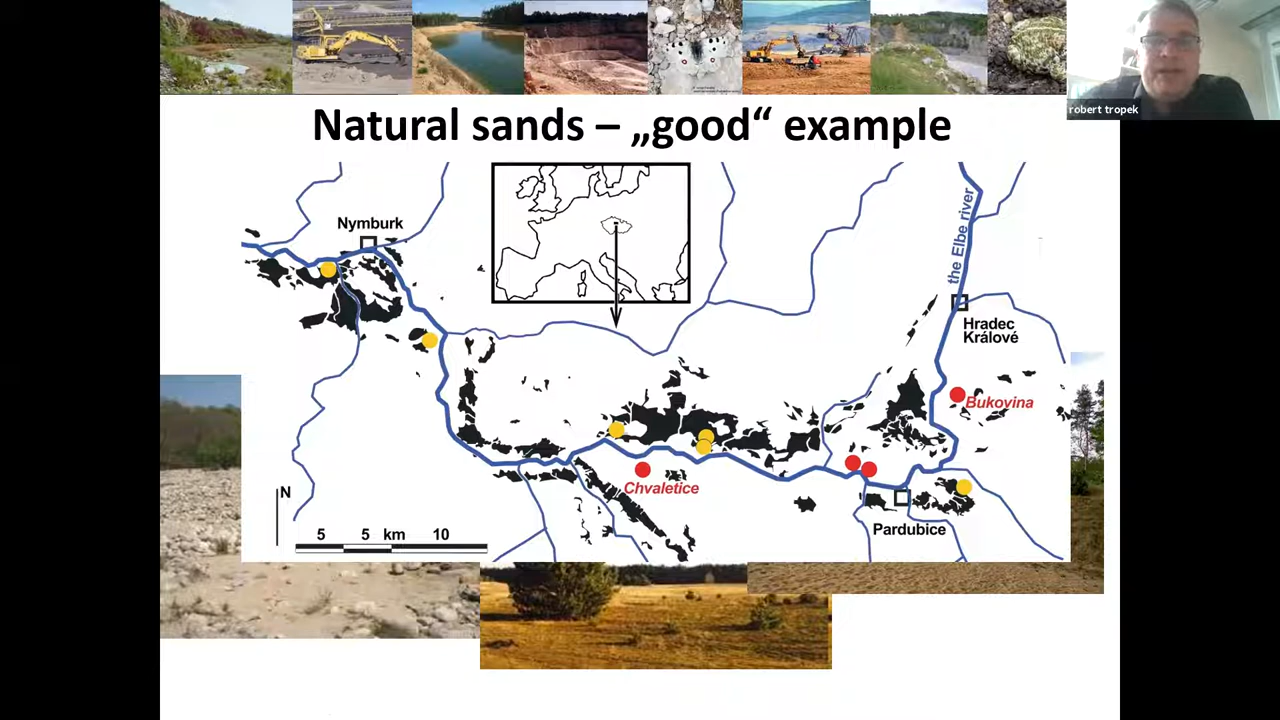 robert tropek
Natural sands – „good“ example
Nymburk
the Elbe river
Hradec
Králové
Bukovina
Chvaletice
N
5 5 km 10
Pardubice